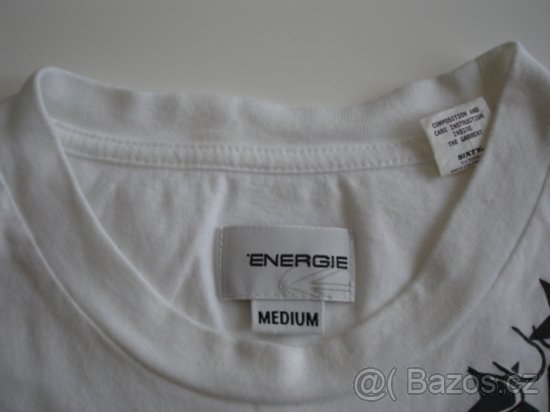 COMPOSITION AND
CARE INSTRUCTION
INSIDE
THE GARMENT
SIXTY
'ENERGIE
MEDIUM
@( Bazos.cz